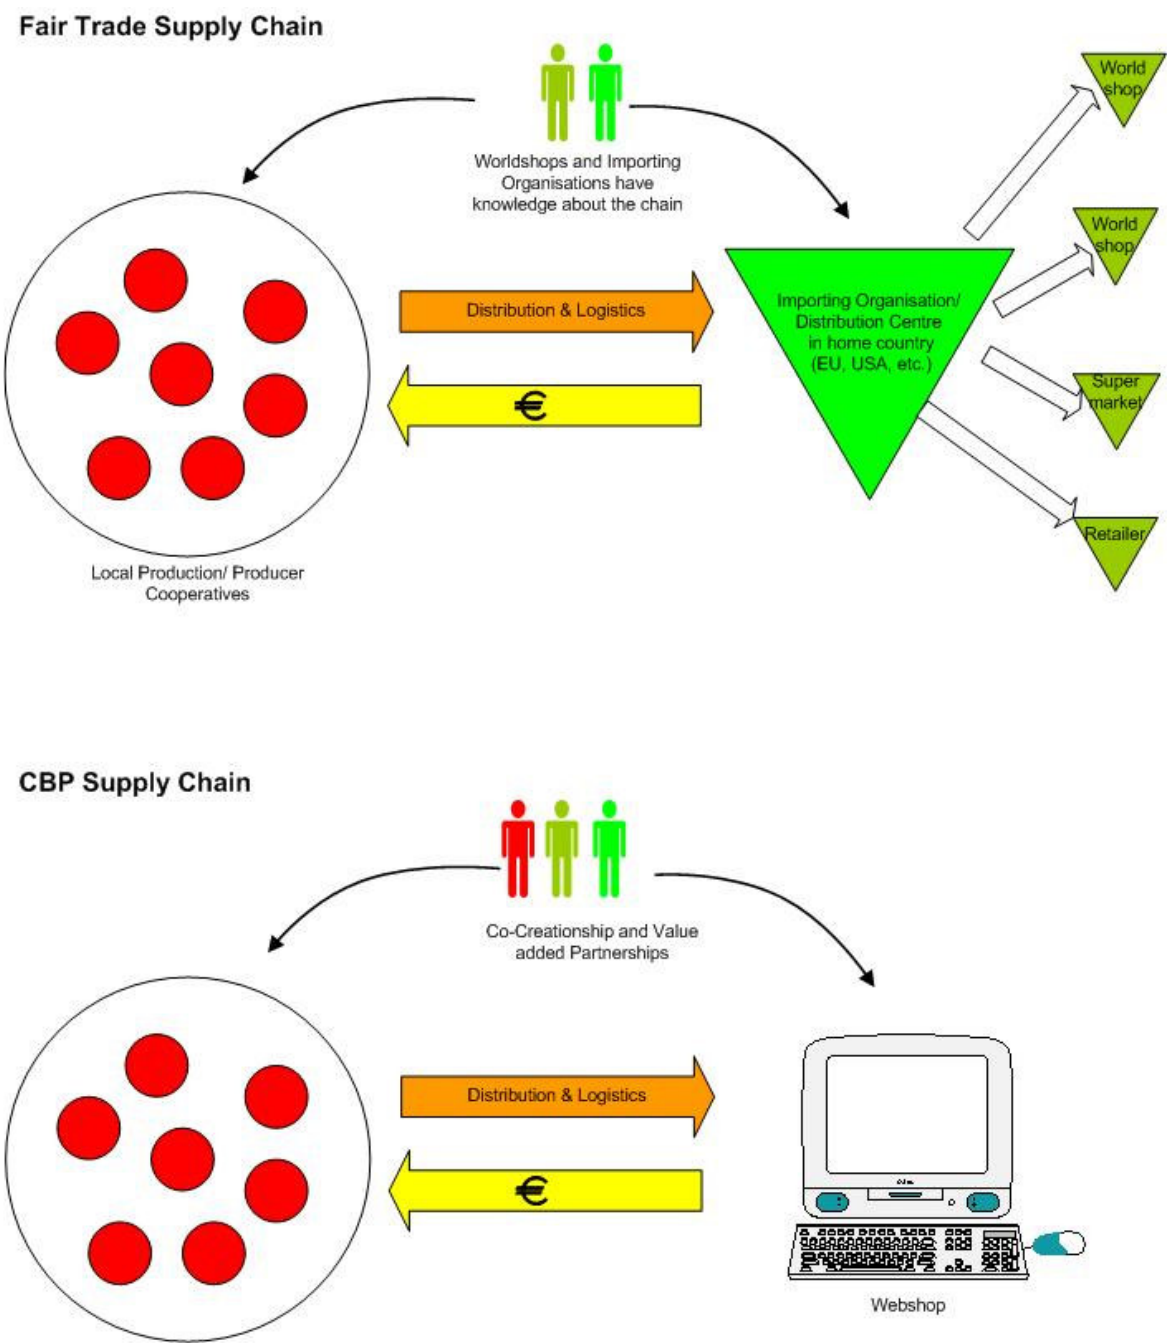 Fair Trade Supply Chain
Worldshops and Importing
Organisations have
knowledge about the chain
World
shop
World
shop
Distribution & Logistics
Importing Organisation/
Distribution Centre
in home country
(EU, USA, etc.)
€
Super
market
Retailer
Local Production/ Producer
Cooperatives
CBP Supply Chain
Co-Creationship and Value
added Partnerships
Distribution & Logistics
€
Webshop